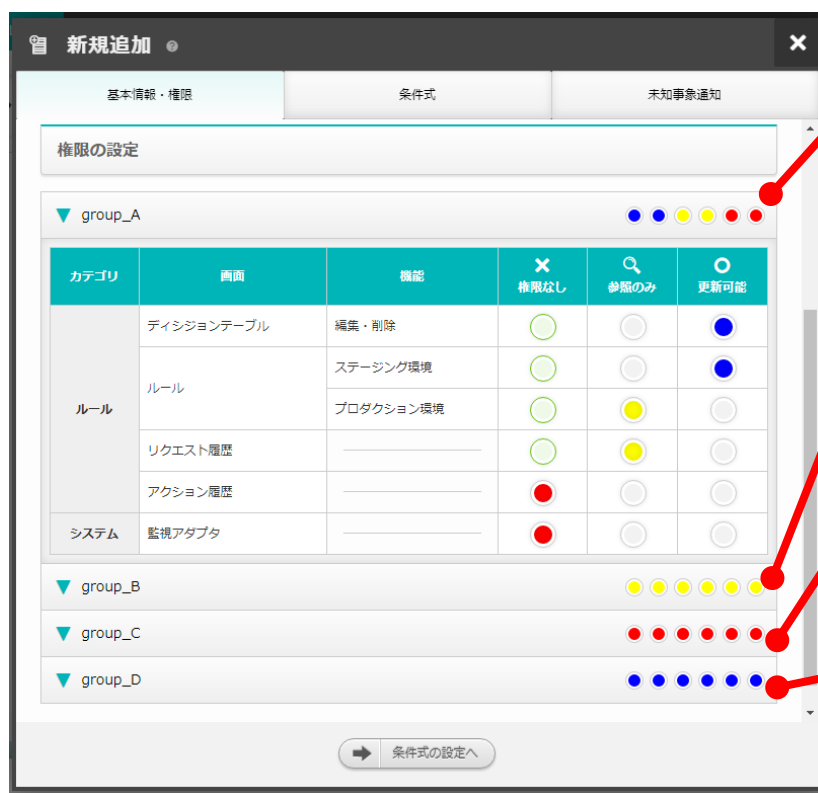 新規追加
基本情報・権限 条件式 未知事象通知
権限の設定
group_A
カテゴリ 画面 機能 権限なし 参照のみ 更新可能
ルール ディシジョンテーブル 編集・削除
ルール ステージング環境
プロダクション環境
リクエスト履歴
アクション履歴
システム 監視アダプタ
group_B
group_C
group_D
条件式の設定へ